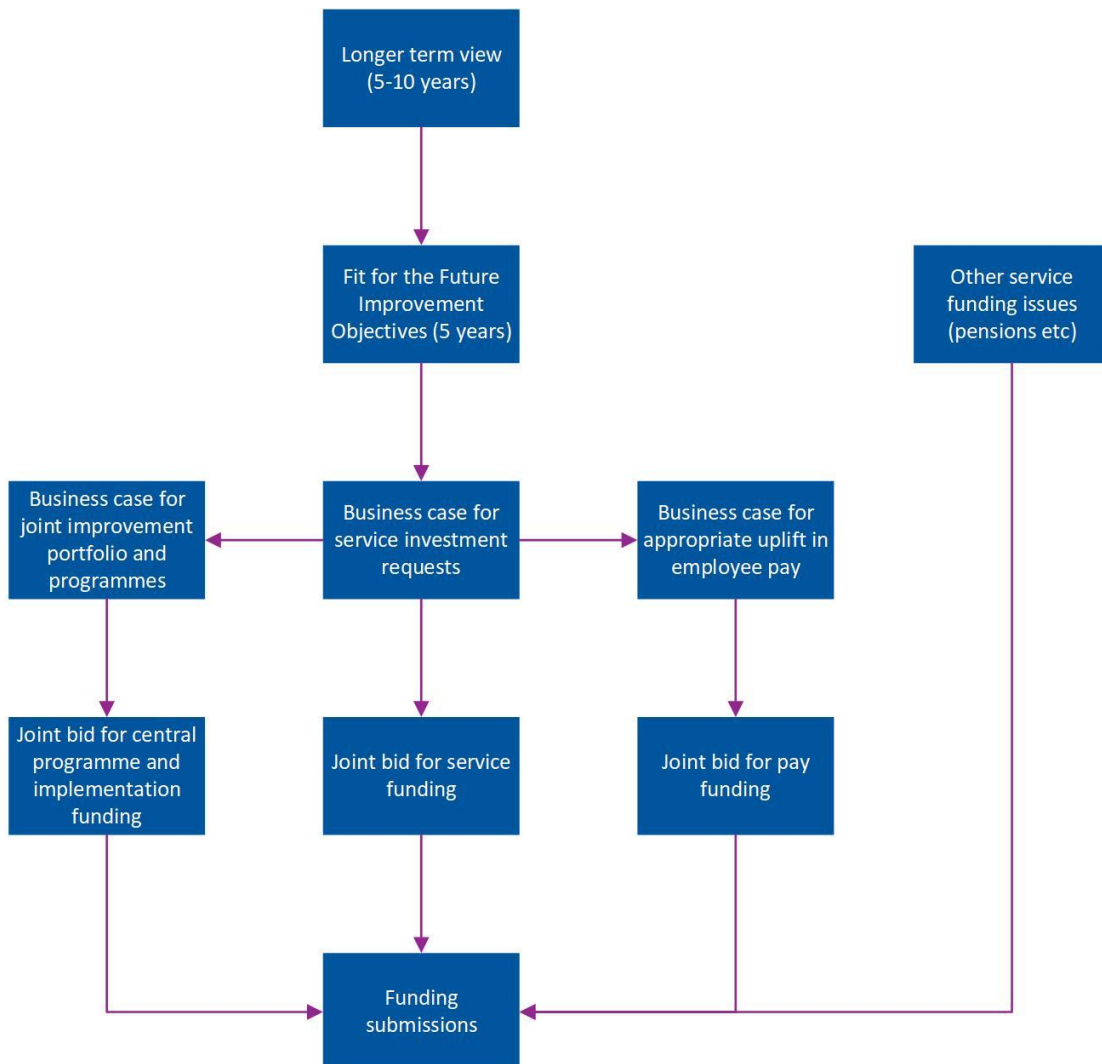 Longer term view
(5-10 years)
Fit for the Future
Improvement
Objectives (5 years)
Other service
funding issues
(pensions etc)
Business case for
joint improvement
portfolio and
programmes
Business case for
service investment
requests
Business case for
appropriate uplift in
employee pay
Joint bid for central
programme and
implementation
funding
Joint bid for service
funding
Joint bid for pay
funding
Funding
submissions